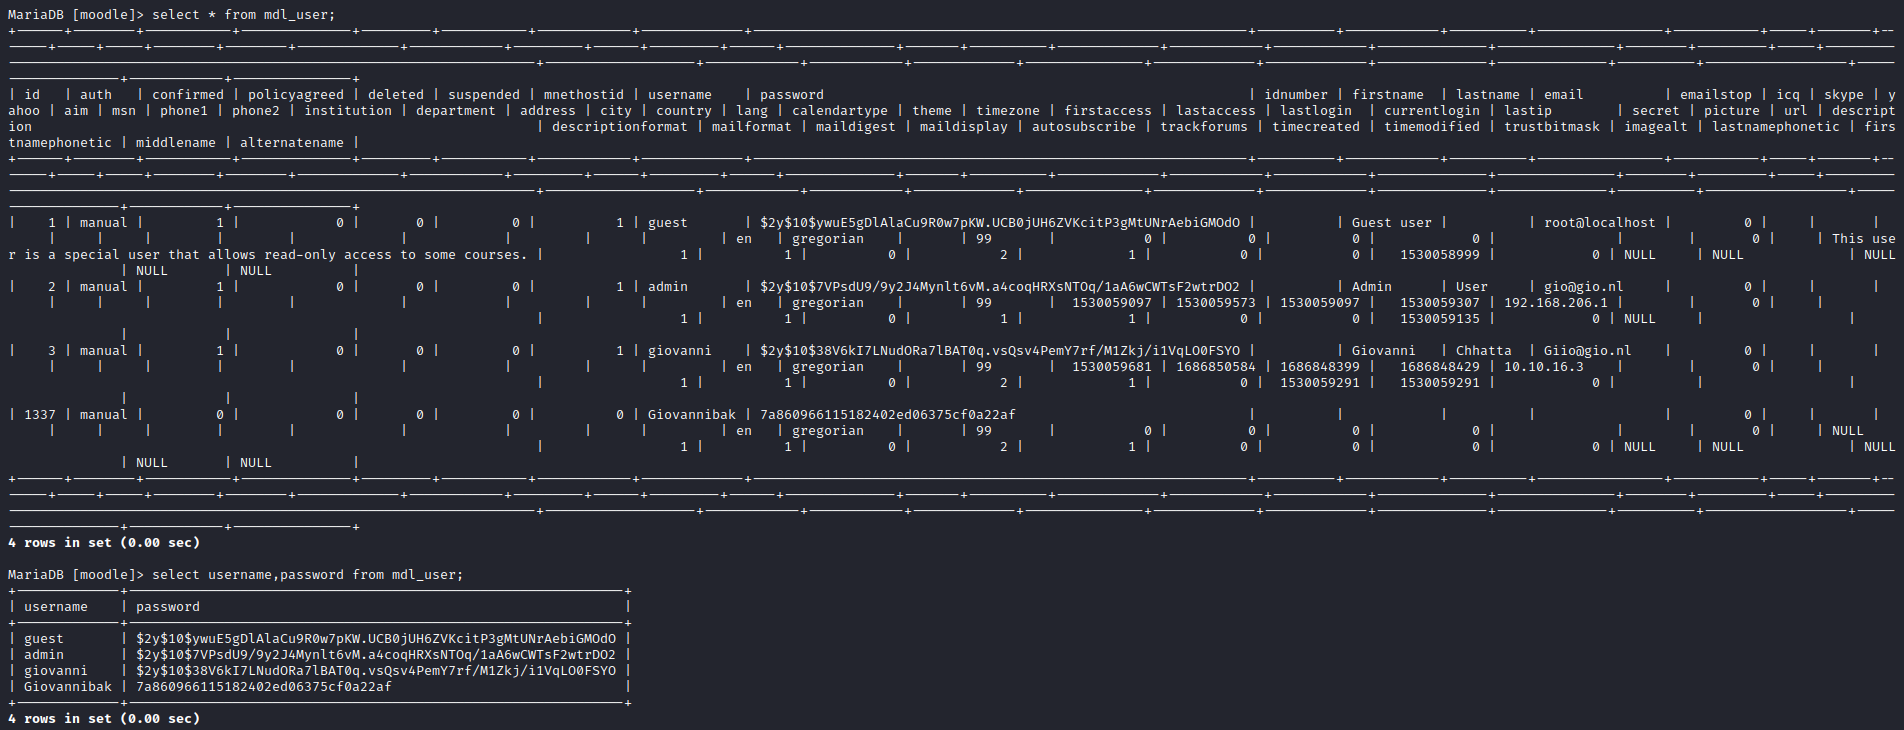 MariaDB [moodle]> select * from mdl_user;
| id   | auth   | confirmed | policyagreed | deleted | suspended | mnethostid | username    | password                                                     | idnumber | firstname  | lastname | email          | emailstop | icq | skype | y
ahoo | aim | msn | phone1 | phone2 | institution | department | address | city | country | lang | calendartype | theme | timezone | firstaccess | lastaccess | lastlogin  | currentlogin | lastip        | secret | picture | url | descript
ion                                                               | descriptionformat | mailformat | maildigest | maildisplay | autosubscribe | trackforums | timecreated | timemodified | trustbitmask | imagealt | lastnamephonetic | firs
tnamephonetic | middlename | alternatename |
|    1 | manual |         1 |            0 |       0 |         0 |          1 | guest       | $2y$10$ywuE5gDlAlaCu9R0w7pKW.UCB0jUH6ZVKcitP3gMtUNrAebiGMOdO |          | Guest user |          | root@localhost |         0 |     |       |
     |     |     |        |        |             |            |         |      |         | en   | gregorian    |       | 99       |           0 |          0 |          0 |            0 |               |        |       0 |     | This use
r is a special user that allows read-only access to some courses. |                 1 |          1 |          0 |           2 |             1 |           0 |           0 |   1530058999 |            0 | NULL     | NULL             | NULL
              | NULL       | NULL          |
|    2 | manual |         1 |            0 |       0 |         0 |          1 | admin       | $2y$10$7VPsdU9/9y2J4Mynlt6vM.a4coqHRXsNTOq/1aA6wCWTsF2wtrDO2 |          | Admin      | User     | gio@gio.nl     |         0 |     |       |
     |     |     |        |        |             |            |         |      |         | en   | gregorian    |       | 99       |  1530059097 | 1530059573 | 1530059097 |   1530059307 | 192.168.206.1 |        |       0 |     |
                                                                  |                 1 |          1 |          0 |           1 |             1 |           0 |           0 |   1530059135 |            0 | NULL     |                  |
              |            |               |
|    3 | manual |         1 |            0 |       0 |         0 |          1 | giovanni    | $2y$10$38V6kI7LNudORa7lBAT0q.vsQsv4PemY7rf/M1Zkj/i1VqLO0FSYO |          | Giovanni   | Chhatta  | Giio@gio.nl    |         0 |     |       |
     |     |     |        |        |             |            |         |      |         | en   | gregorian    |       | 99       |  1530059681 | 1686850584 | 1686848399 |   1686848429 | 10.10.16.3    |        |       0 |     |
                                                                  |                 1 |          1 |          0 |           2 |             1 |           0 |  1530059291 |   1530059291 |            0 |          |                  |
              |            |               |
| 1337 | manual |         0 |            0 |       0 |         0 |          0 | Giovannibak | 7a860966115182402ed06375cf0a22af                             |          |            |          |                |         0 |     |       |
     |     |     |        |        |             |            |         |      |         | en   | gregorian    |       | 99       |           0 |          0 |          0 |            0 |               |        |       0 |     | NULL
                                                                  |                 1 |          1 |          0 |           2 |             1 |           0 |           0 |            0 |            0 | NULL     | NULL             | NULL
              | NULL       | NULL          |
4 rows in set (0.00 sec)
MariaDB [moodle]> select username,password from mdl_user;
| username    | password                                                     |
| guest       | $2y$10$ywuE5gDlAlaCu9R0w7pKW.UCB0jUH6ZVKcitP3gMtUNrAebiGMOdO |
| admin       | $2y$10$7VPsdU9/9y2J4Mynlt6vM.a4coqHRXsNTOq/1aA6wCWTsF2wtrDO2 |
| giovanni    | $2y$10$38V6kI7LNudORa7lBAT0q.vsQsv4PemY7rf/M1Zkj/i1VqLO0FSYO |
| Giovannibak | 7a860966115182402ed06375cf0a22af                             |
4 rows in set (0.00 sec)